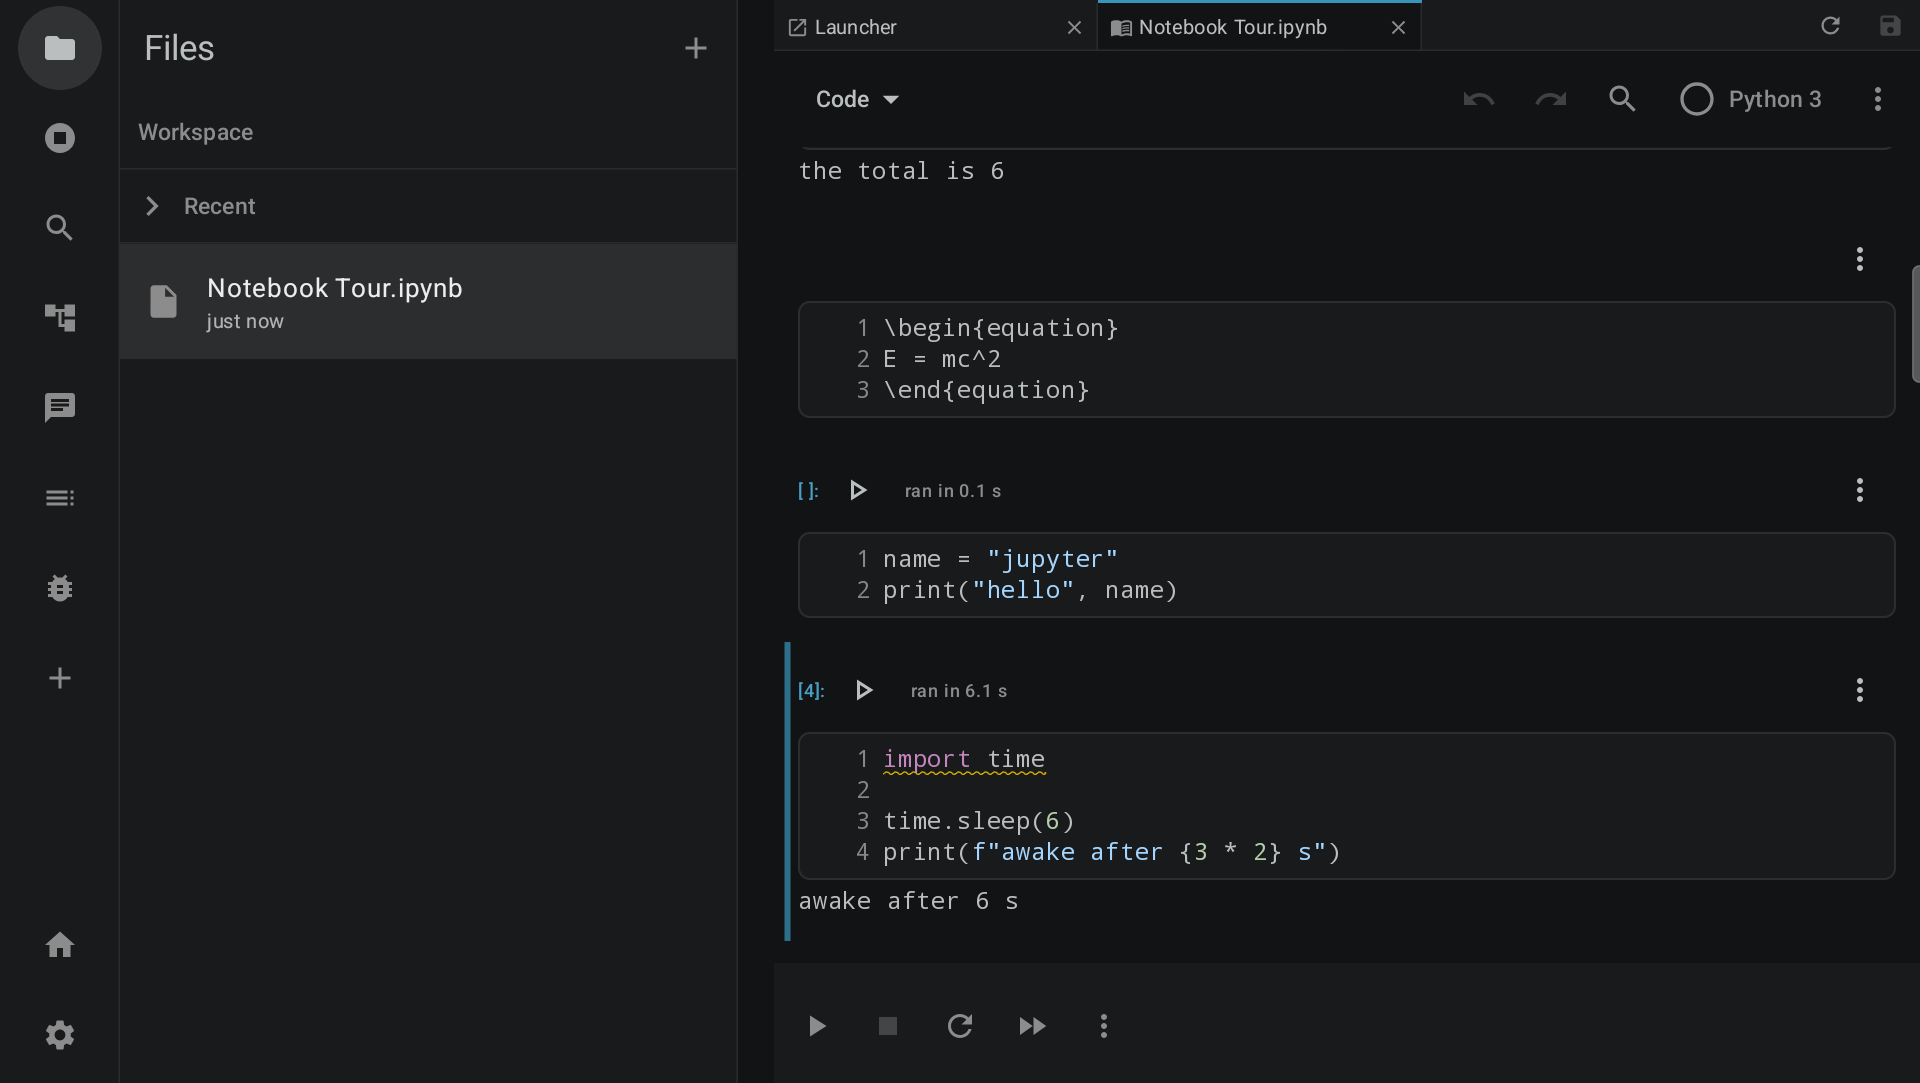 Files
Workspace
Recent
Notebook Tour.ipynb
just now
Launcher
Notebook Tour.ipynb
Code
Python 3
the total is 6
1 \begin{equation}
2 E = mc^2
3 \end{equation}
[ ]:
ran in 0.1 s
1 name = "jupyter"
2 print("hello", name)
[4]:
ran in 6.1 s
1 import time
2
3 time.sleep(6)
4 print(f"awake after {3 * 2} s")
awake after 6 s